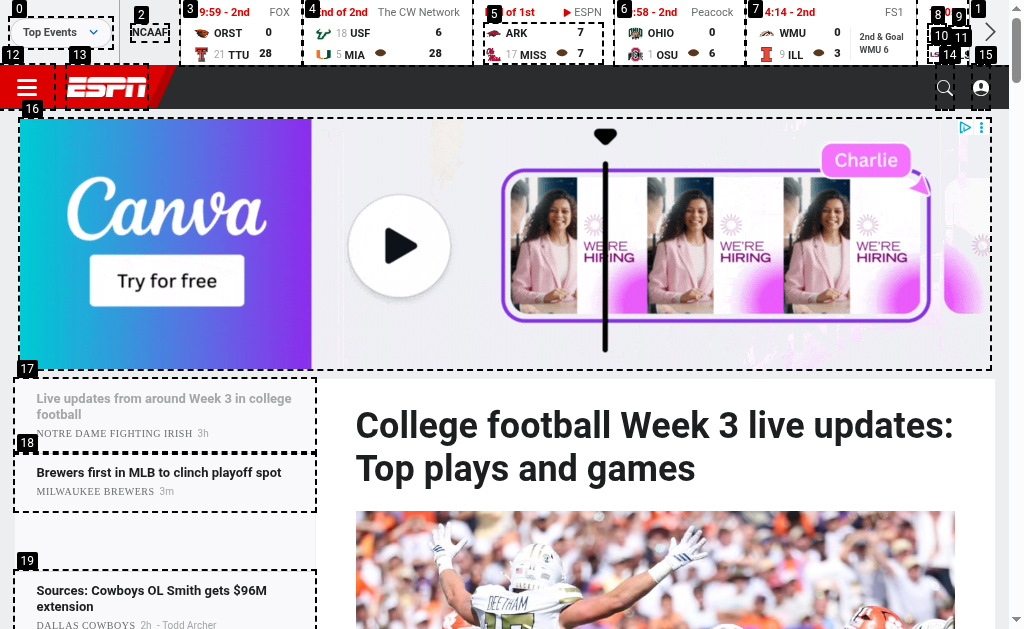 0
2
3
4
5
6
7
8
9
1
Top Events
NCAAF
9:59 - 2nd FOX
ORST 0
21 TTU 28
nd of 2nd The CW Network
18 USF 6
5 MIA 28
of 1st ESPN
ARK 7
17 MISS 7
:58 - 2nd Peacock
OHIO 0
1 OSU 6
4:14 - 2nd FS1
WMU 0
9 ILL 3
2nd & Goal
WMU 6
10 11
12 13 14 15
ESPN
16
Canva
Try for free
Charlie
WE'RE HIRING
WE'RE HIRING
WE'RE HIRING
17
Live updates from around Week 3 in college football
NOTRE DAME FIGHTING IRISH 3h
18
Brewers first in MLB to clinch playoff spot
MILWAUKEE BREWERS 3m
19
Sources: Cowboys OL Smith gets $96M extension
DALLAS COWBOYS 2h - Todd Archer
College football Week 3 live updates:
Top plays and games
DEETHAM